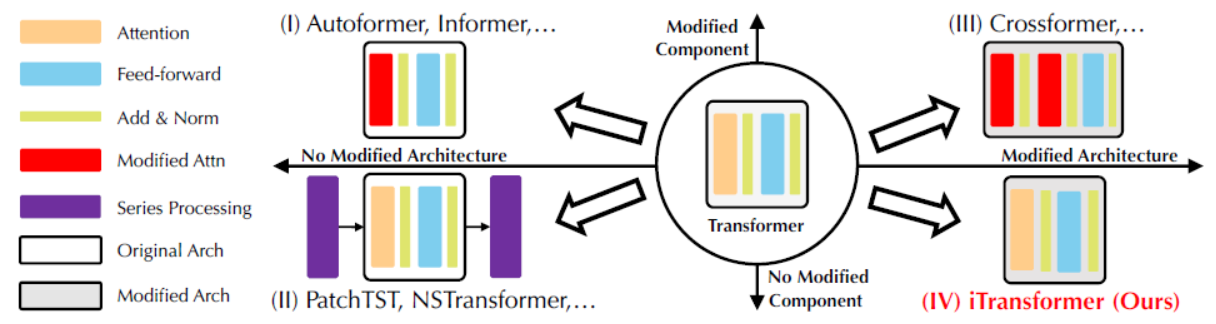 Attention
Feed-forward
Add & Norm
Modified Attn
Series Processing
Original Arch
Modified Arch
(I) Autoformer, Informer,...
Modified
Component
(III) Crossformer,...
No Modified Architecture
Modified Architecture
Transformer
(II) PatchTST, NSTransformer,...
No Modified
Component
(IV) iTransformer (Ours)